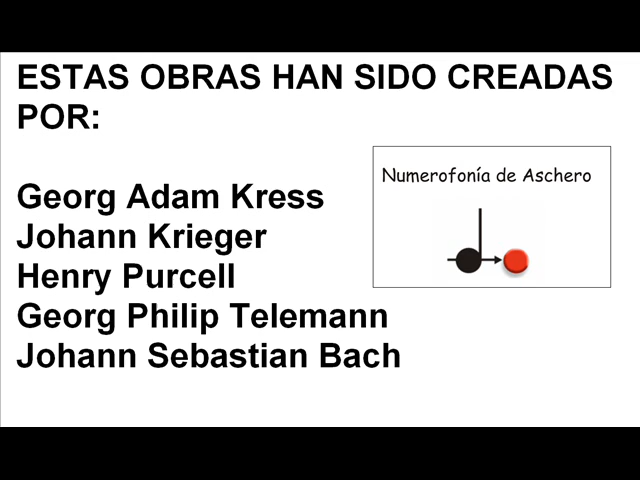 ESTAS OBRAS HAN SIDO CREADAS
POR:
Georg Adam Kress
Johann Krieger
Henry Purcell
Georg Philip Telemann
Johann Sebastian Bach
Numerofonía de Aschero